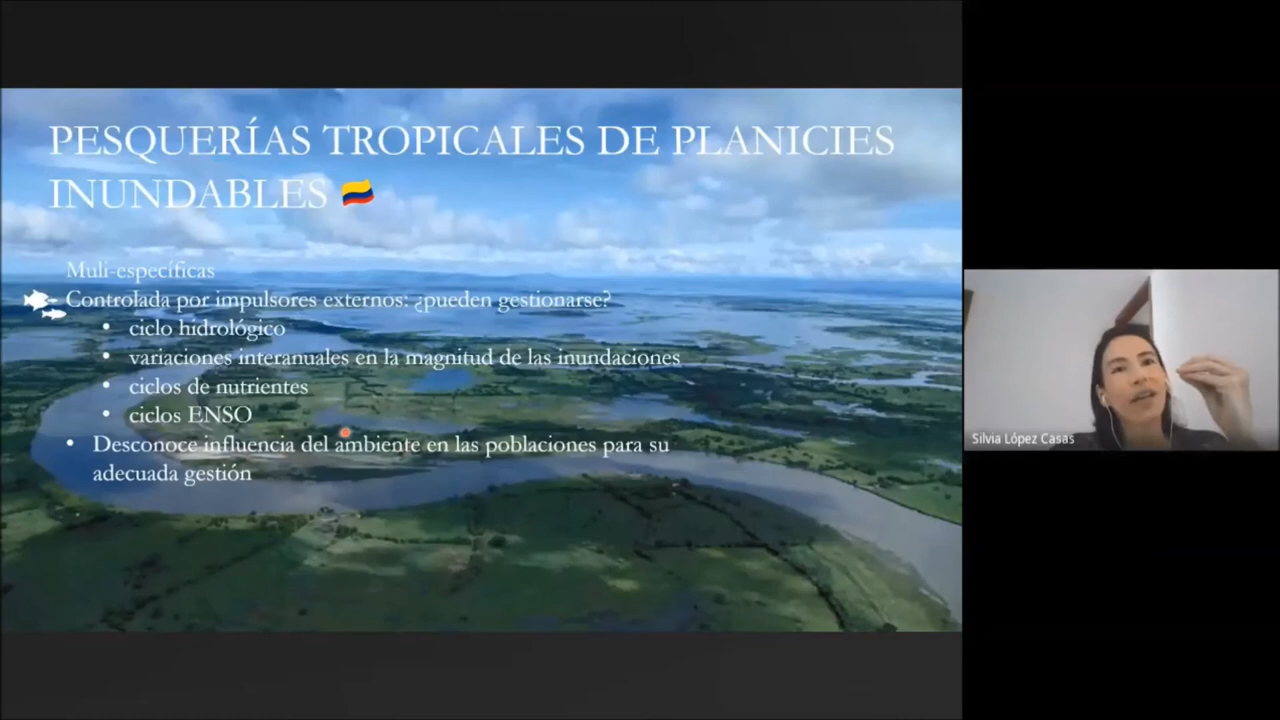 PESQUERÍAS TROPICALES DE PLANICIES
INUNDABLES
Muli-específicas
Controlada por impulsores externos: ¿pueden gestionarse?
• ciclo hidrológico
• variaciones interanuales en la magnitud de las inundaciones
• ciclos de nutrientes
• ciclos ENSO
• Desconoce influencia del ambiente en las poblaciones para su
adecuada gestión
Silvia López Casas